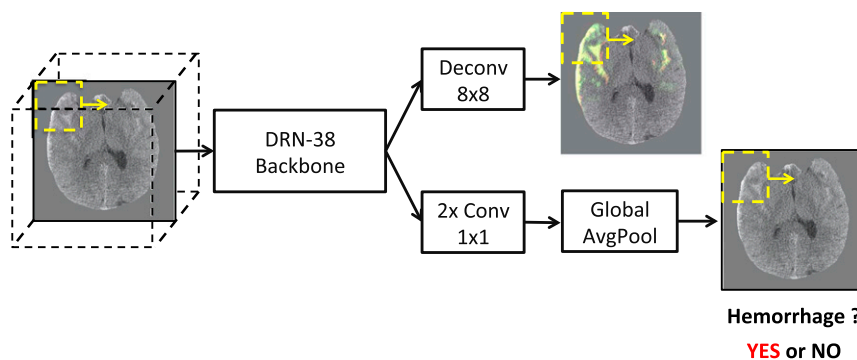 DRN-38
Backbone
Deconv
8x8
2x Conv
1x1
Global
AvgPool
Hemorrhage ?
YES or NO